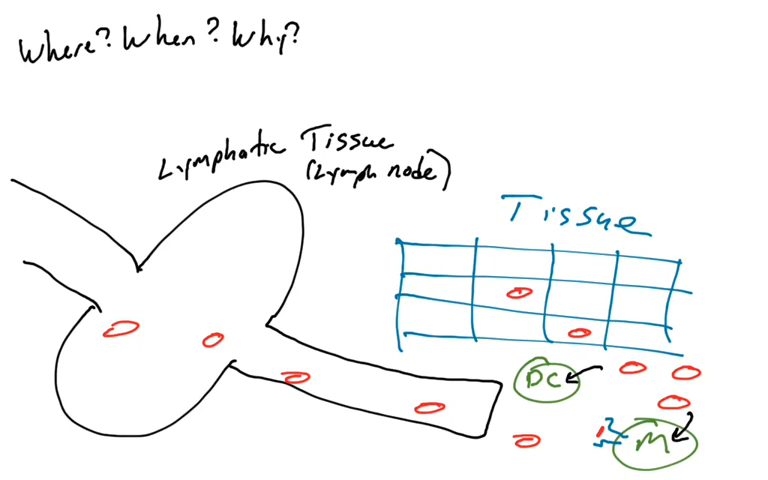 Where? When? Why?
Lymphatic Tissue
(Lymph node)
Tissue
DC
M